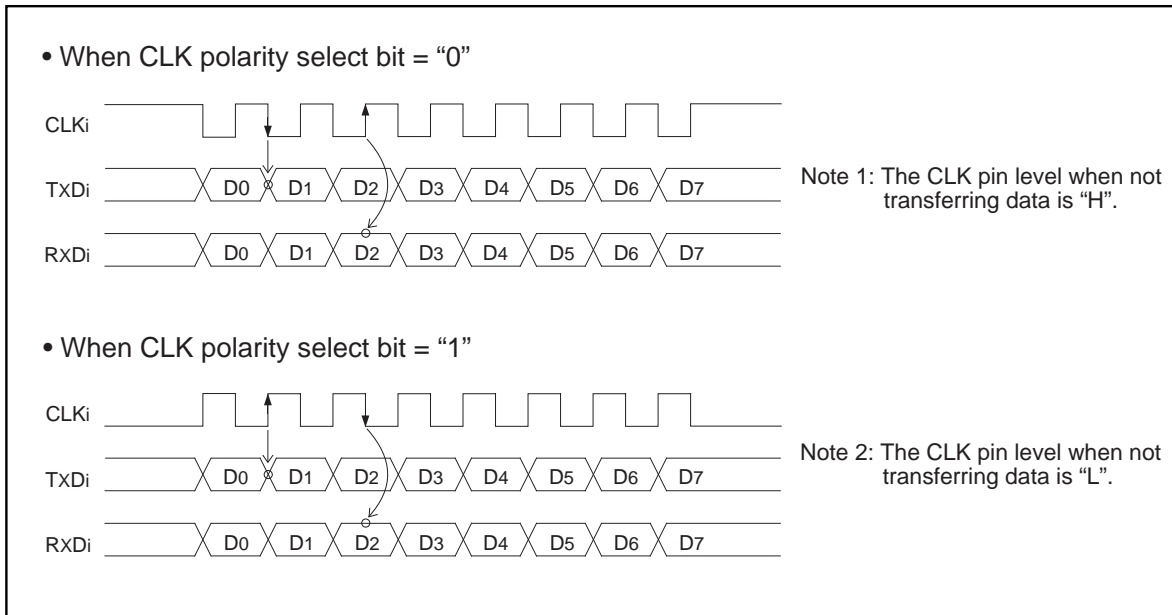 • When CLK polarity select bit = “0”
CLKi
TXDi D0 D1 D2 D3 D4 D5 D6 D7
RXDi D0 D1 D2 D3 D4 D5 D6 D7
Note 1: The CLK pin level when not
transferring data is “H”.
• When CLK polarity select bit = “1”
CLKi
TXDi D0 D1 D2 D3 D4 D5 D6 D7
RXDi D0 D1 D2 D3 D4 D5 D6 D7
Note 2: The CLK pin level when not
transferring data is “L”.